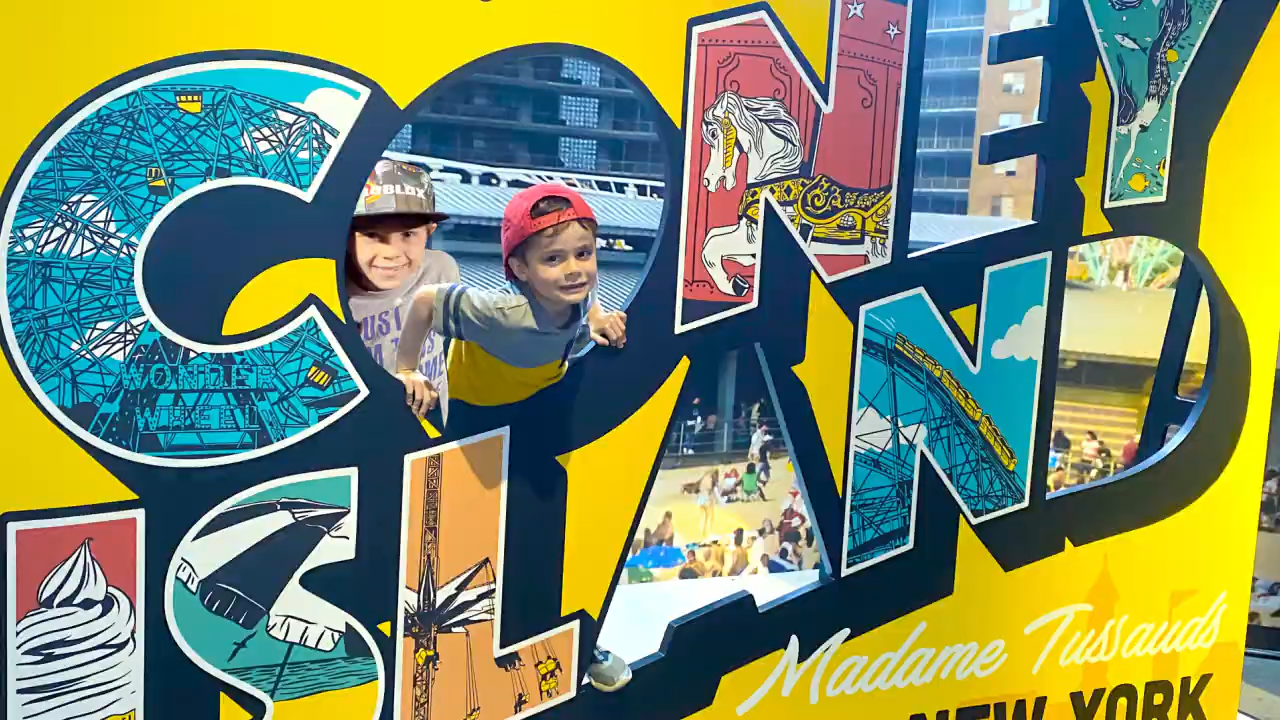 CONEY
ROBLOX
WONDER
WHEEL
ISLAND
Madame Tussauds
NEW YORK